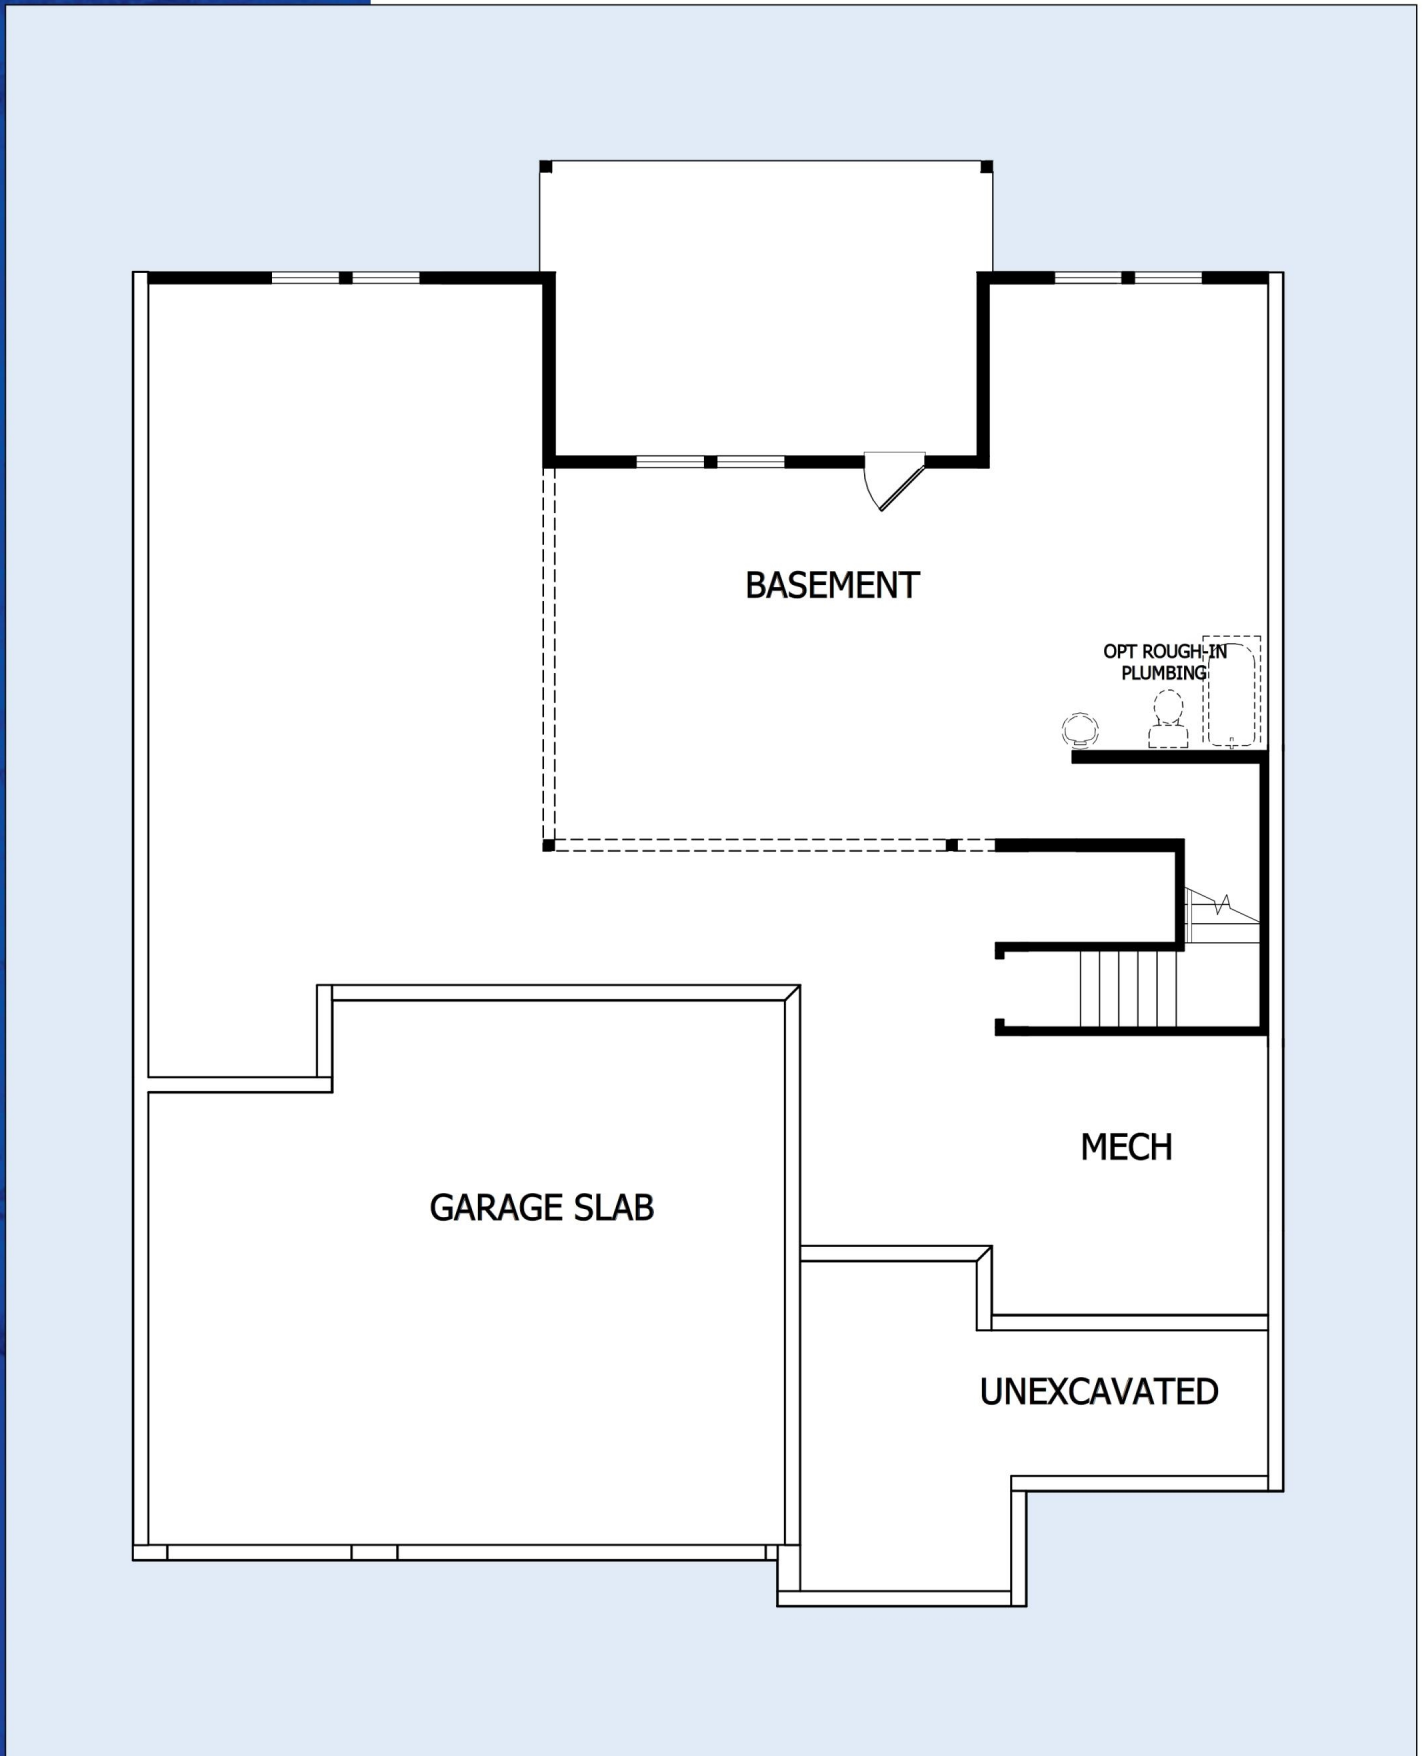 BASEMENT
OPT ROUGH-IN
PLUMBING
MECH
GARAGE SLAB
UNEXCAVATED